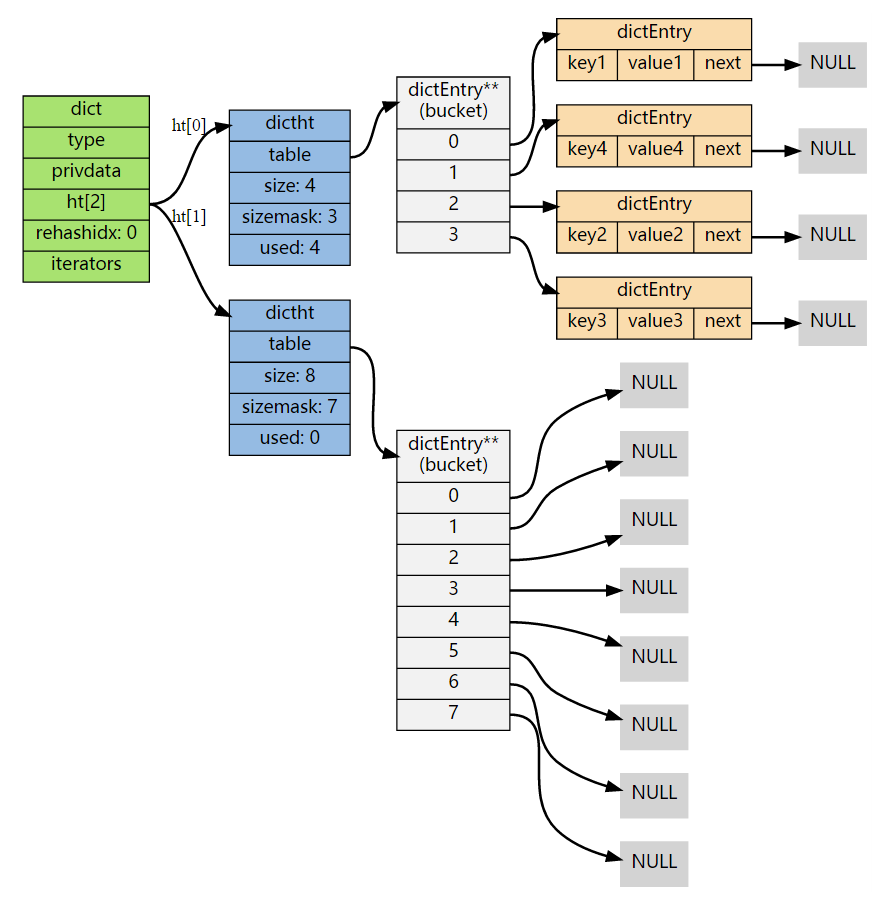 dict
type
privdata
ht[2]
rehashidx: 0
iterators
ht[0]
ht[1]
dictht
table
size: 4
sizemask: 3
used: 4
dictht
table
size: 8
sizemask: 7
used: 0
dictEntry**
(bucket)
0
1
2
3
dictEntry
key1 value1 next
NULL
dictEntry
key4 value4 next
NULL
dictEntry
key2 value2 next
NULL
dictEntry
key3 value3 next
NULL
dictEntry**
(bucket)
0
1
2
3
4
5
6
7
NULL
NULL
NULL
NULL
NULL
NULL
NULL
NULL